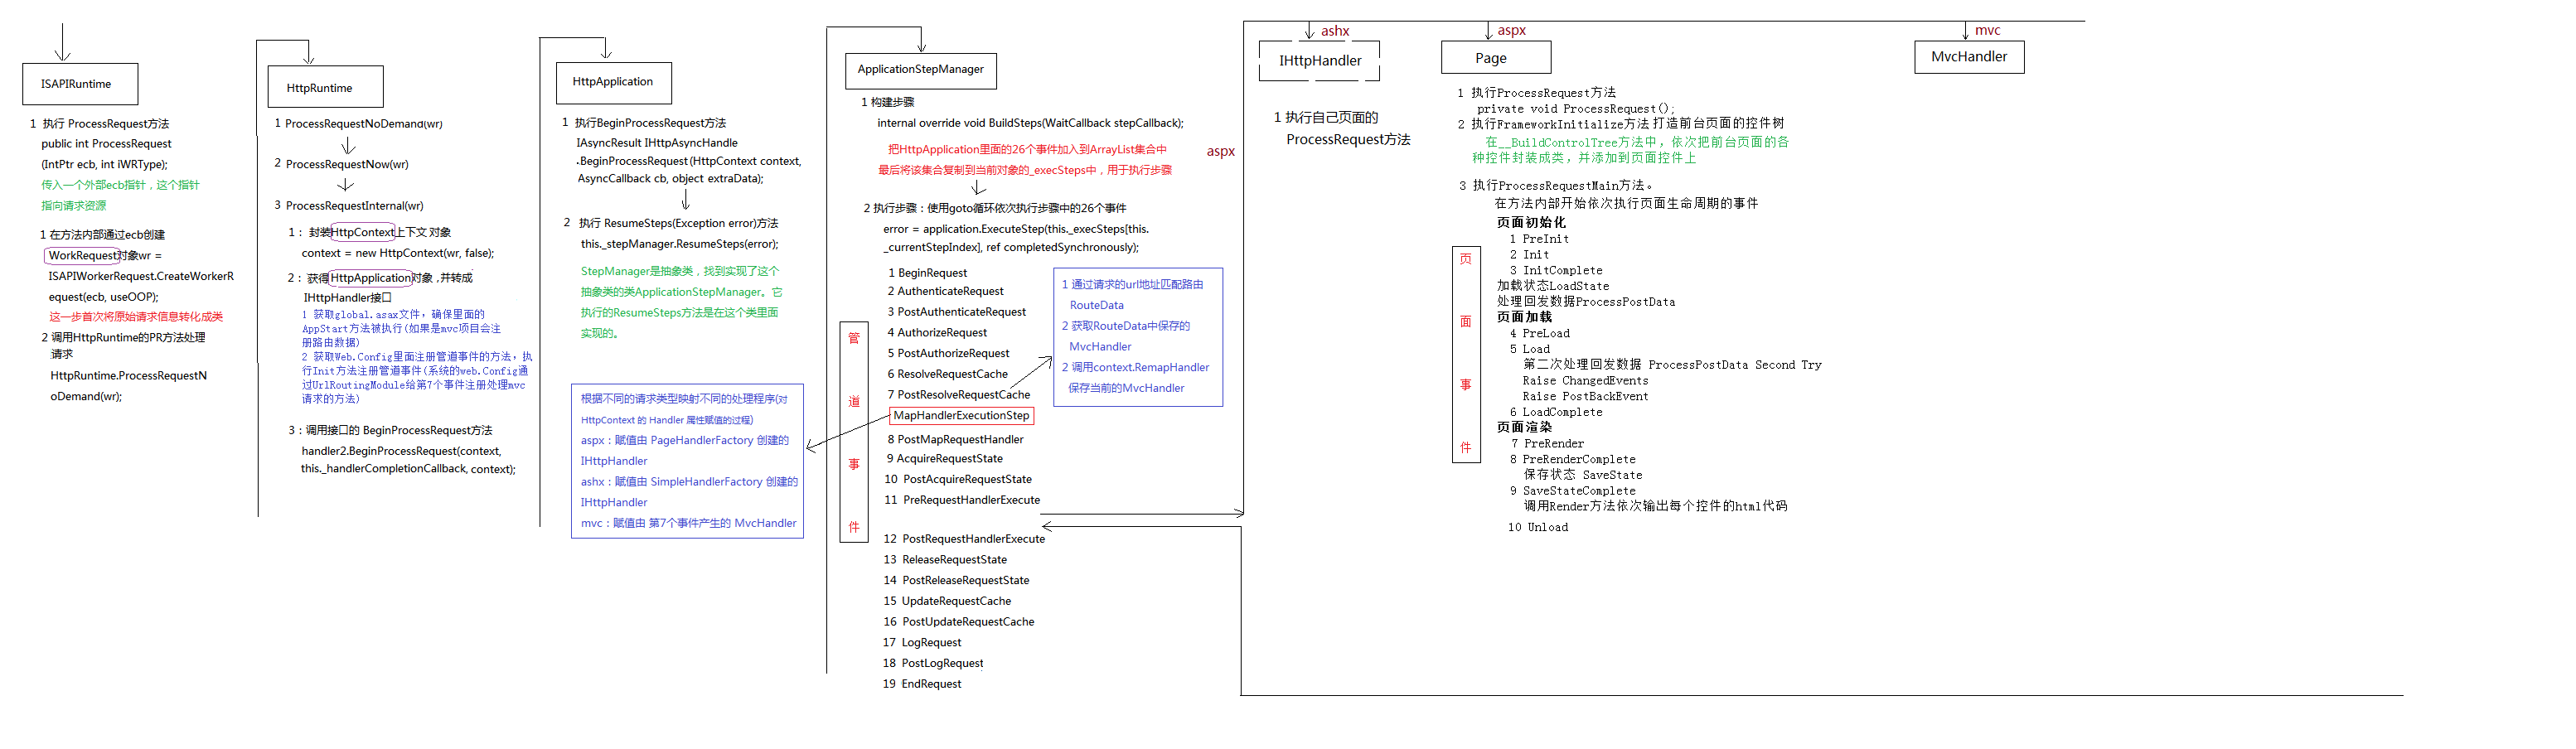 ISAPIRuntime
1 执行 ProcessRequest方法
public int ProcessRequest
(IntPtr ecb, int iWRType);
传入一个外部ecb指针，这个指针
指向请求资源
1 在方法内部通过ecb创建
WorkRequest对象wr =
ISAPIWorkerRequest.CreateWorkerR
equest(ecb, useOOP);
这一步首次将原始请求信息转化成类
2 调用HttpRuntime的PR方法处理
请求
HttpRuntime.ProcessRequestN
oDemand(wr);
HttpRuntime
1 ProcessRequestNoDemand(wr)
2 ProcessRequestNow(wr)
3 ProcessRequestInternal(wr)
1： 封装HttpContext上下文 对象
context = new HttpContext(wr, false);
2： 获得HttpApplication对象 ,并转成
IHttpHandler接口
1 获取global.asax文件，确保里面的
AppStart方法被执行(如果是mvc项目会注
册路由数据)
2 获取Web.Config里面注册管道事件的方法，执
行Init方法注册管道事件(系统的web.Config通
过UrlRoutingModule给第7个事件注册处理mvc
请求的方法)
3：调用接口的 BeginProcessRequest方法
handler2.BeginProcessRequest(context,
this._handlerCompletionCallback, context);
HttpApplication
1 执行BeginProcessRequest方法
IAsyncResult IHttpAsyncHandle
.BeginProcessRequest(HttpContext context,
AsyncCallback cb, object extraData);
2 执行 ResumeSteps(Exception error)方法
this._stepManager.ResumeSteps(error);
StepManager是抽象类，找到实现了这个
抽象类的类ApplicationStepManager。它
执行的ResumeSteps方法是在这个类里面
实现的。
根据不同的请求类型映射不同的处理程序(对
HttpContext 的 Handler 属性赋值的过程)
aspx：赋值由 PageHandlerFactory 创建的
IHttpHandler
ashx：赋值由 SimpleHandlerFactory 创建的
IHttpHandler
mvc：赋值由 第7个事件产生的 MvcHandler
ApplicationStepManager
1 构建步骤
internal override void BuildSteps(WaitCallback stepCallback);
把HttpApplication里面的26个事件加入到ArrayList集合中
最后将该集合复制到当前对象的_execSteps中，用于执行步骤
2 执行步骤：使用goto循环依次执行步骤中的26个事件
error = application.ExecuteStep(this._execSteps[this.
_currentStepIndex], ref completedSynchronously);
管
道
事
件
1 BeginRequest
2 AuthenticateRequest
3 PostAuthenticateRequest
4 AuthorizeRequest
5 PostAuthorizeRequest
6 ResolveRequestCache
7 PostResolveRequestCache
MapHandlerExecutionStep
8 PostMapRequestHandler
9 AcquireRequestState
10 PostAcquireRequestState
11 PreRequestHandlerExecute
12 PostRequestHandlerExecute
13 ReleaseRequestState
14 PostReleaseRequestState
15 UpdateRequestCache
16 PostUpdateRequestCache
17 LogRequest
18 PostLogRequest
19 EndRequest
1 通过请求的url地址匹配路由
RouteData
2 获取RouteData中保存的
MvcHandler
2 调用context.RemapHandler
保存当前的MvcHandler
aspx
ashx
IHttpHandler
1 执行自己页面的
ProcessRequest方法
aspx
Page
1 执行ProcessRequest方法
private void ProcessRequest();
2 执行FrameworkInitialize方法 打造前台页面的控件树
在__BuildControlTree方法中，依次把前台页面的各
种控件封装成类，并添加到页面控件上
3 执行ProcessRequestMain方法。
在方法内部开始依次执行页面生命周期的事件
页
面
事
件
页面初始化
1 PreInit
2 Init
3 InitComplete
加载状态LoadState
处理回发数据ProcessPostData
页面加载
4 PreLoad
5 Load
第二次处理回发数据 ProcessPostData Second Try
Raise ChangedEvents
Raise PostBackEvent
6 LoadComplete
页面渲染
7 PreRender
8 PreRenderComplete
保存状态 SaveState
9 SaveStateComplete
调用Render方法依次输出每个控件的html代码
10 Unload
mvc
MvcHandler